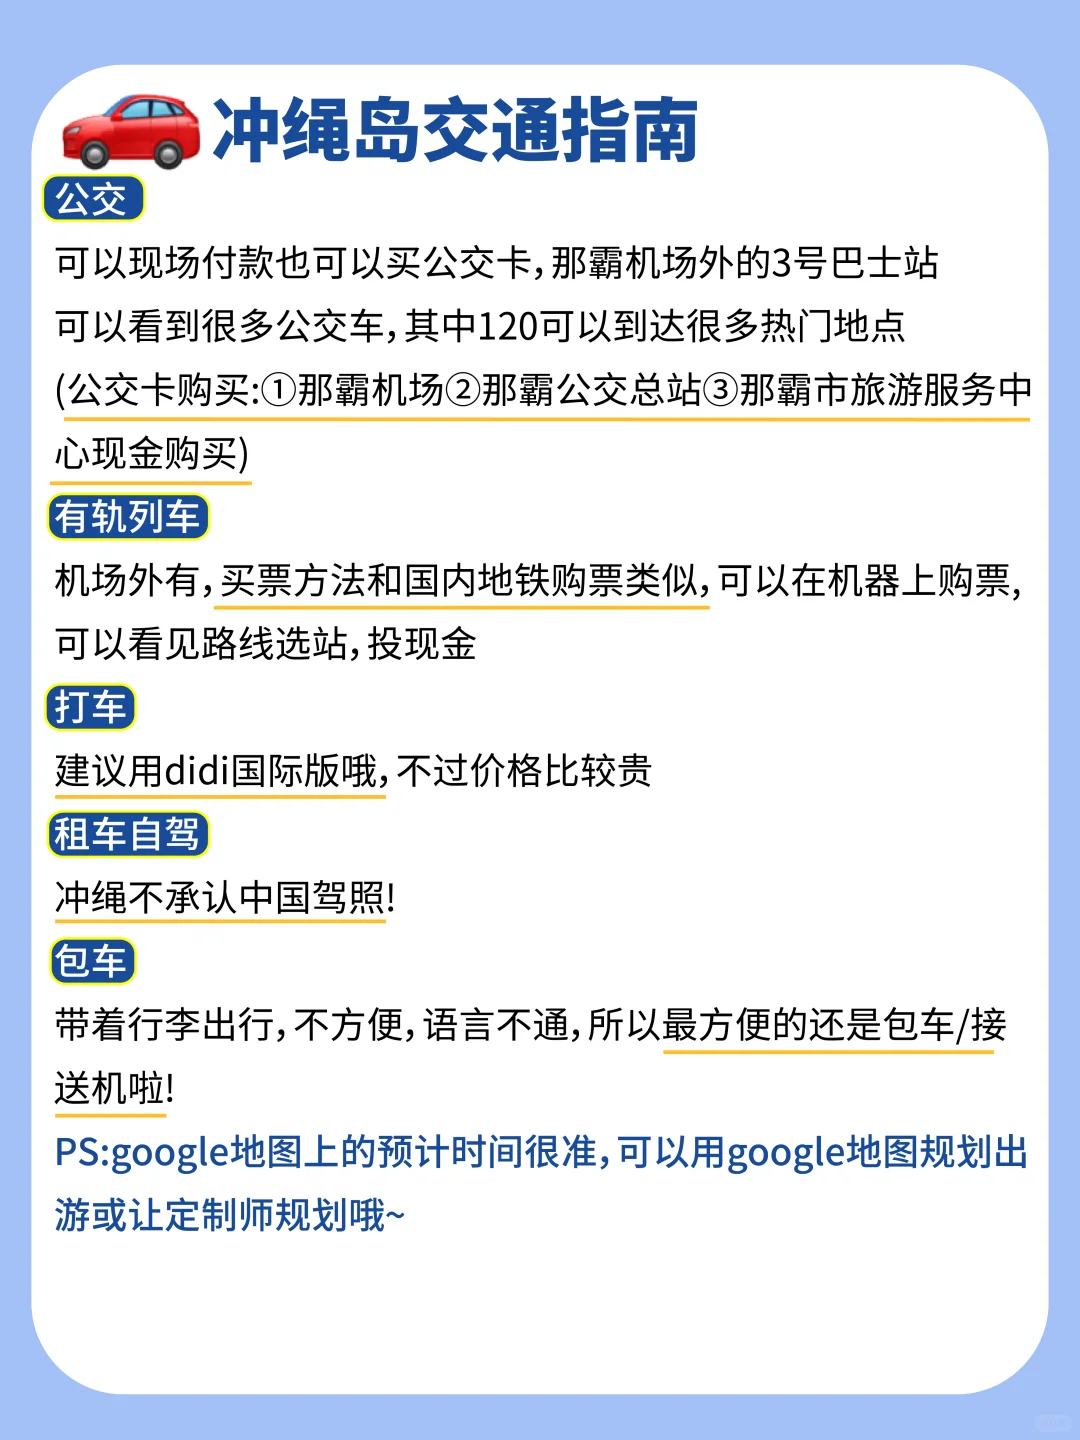 冲绳岛交通指南
公交
可以现场付款也可以买公交卡,那霸机场外的3号巴士站
可以看到很多公交车,其中120可以到达很多热门地点
(公交卡购买:①那霸机场②那霸公交总站③那霸市旅游服务中
心现金购买)
有轨列车
机场外有,买票方法和国内地铁购票类似,可以在机器上购票,
可以看见路线选站,投现金
打车
建议用didi国际版哦,不过价格比较贵
租车自驾
冲绳不承认中国驾照!
包车
带着行李出行,不方便,语言不通,所以最方便的还是包车/接
送机啦!
PS:google地图上的预计时间很准,可以用google地图规划出
游或让定制师规划哦~